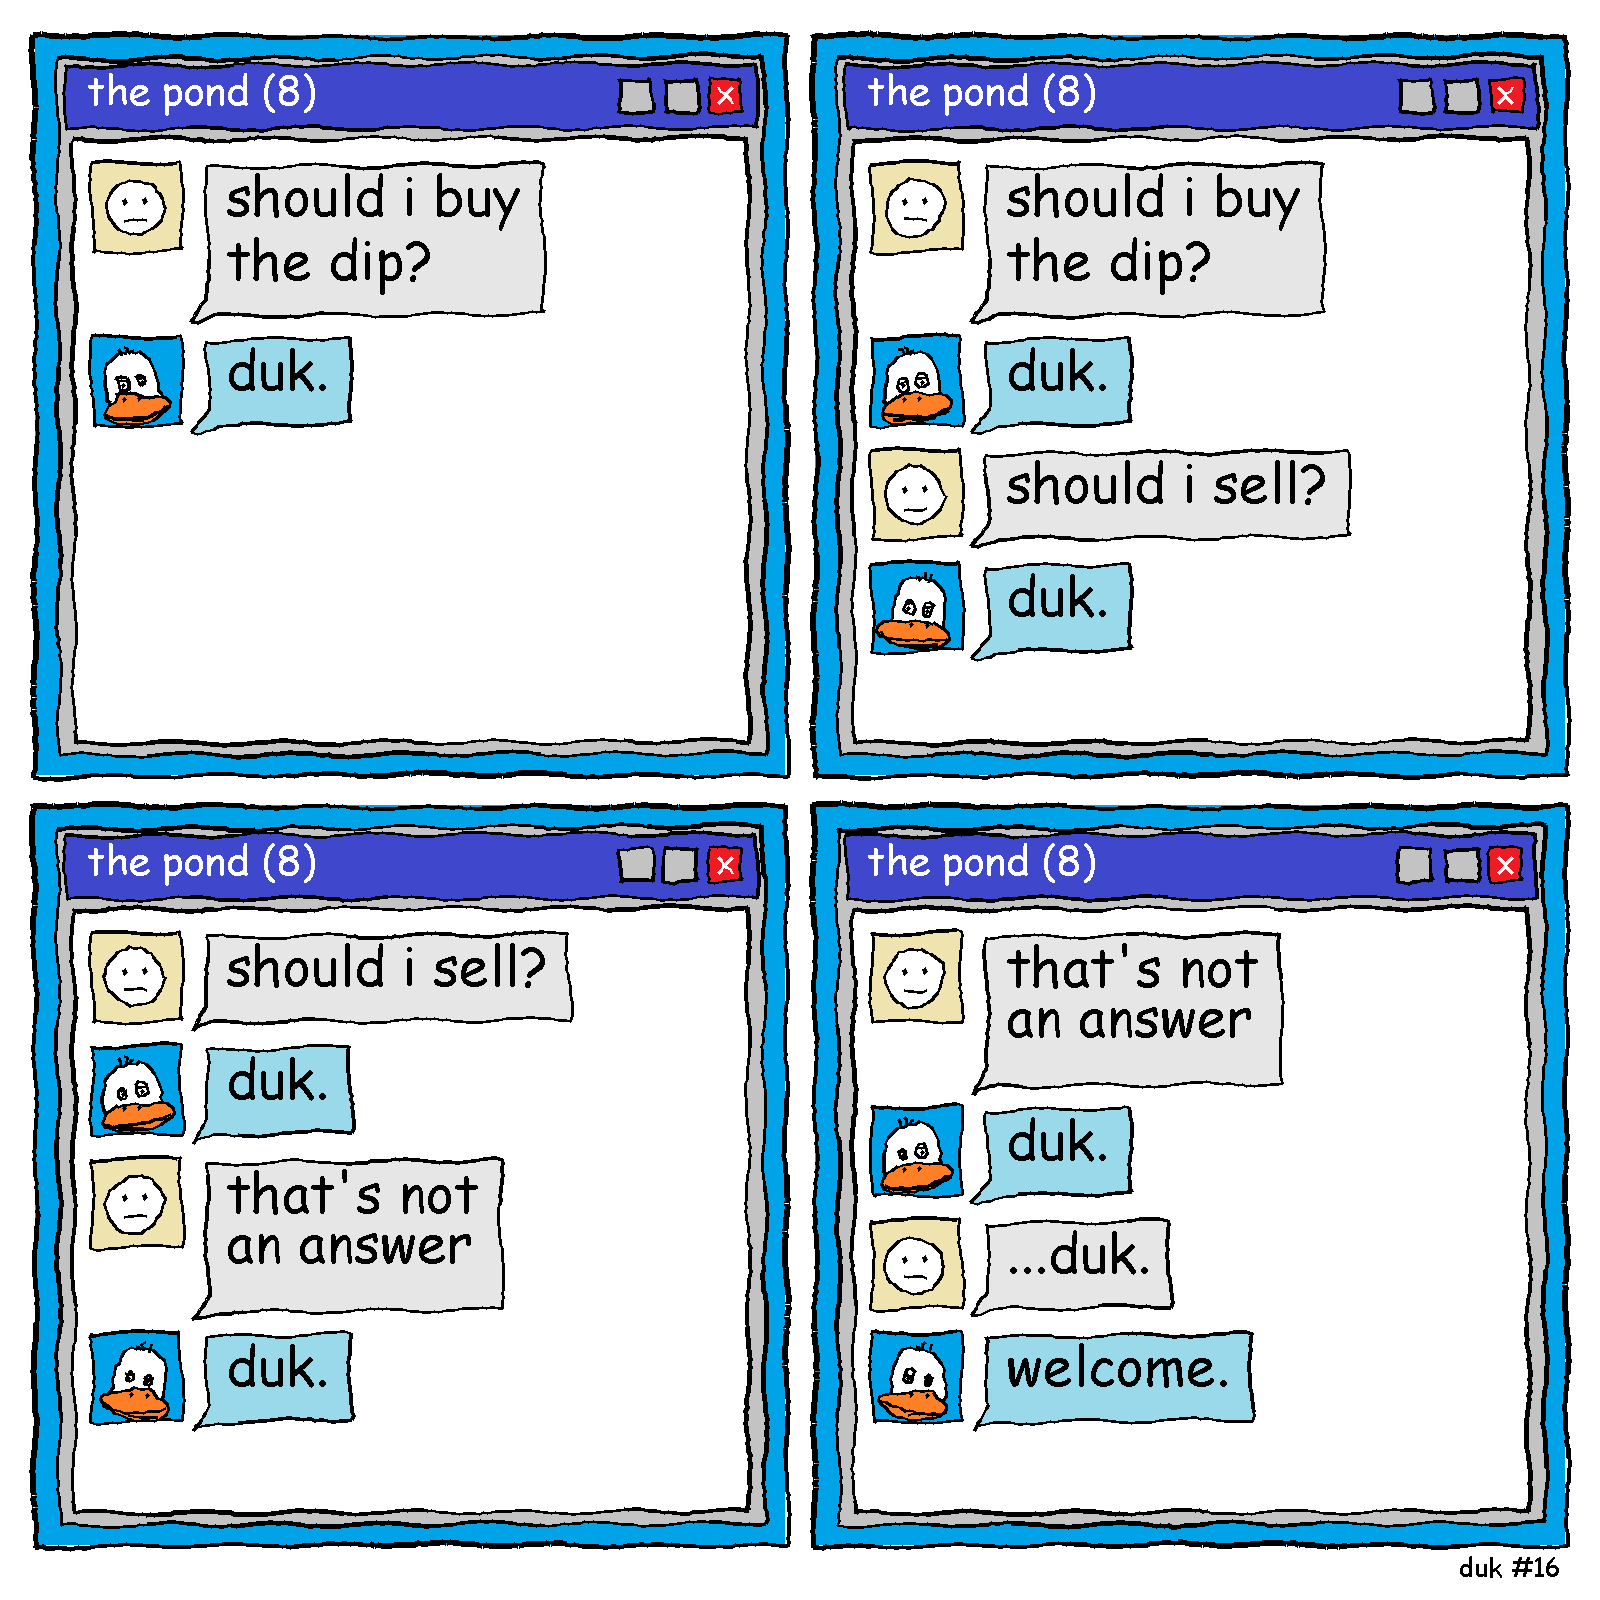 the pond (8)
should i buy
the dip?
duk.
the pond (8)
should i buy
the dip?
duk.
should i sell?
duk.
the pond (8)
should i sell?
duk.
that's not
an answer
duk.
the pond (8)
that's not
an answer
duk.
...duk.
welcome.
duk #16